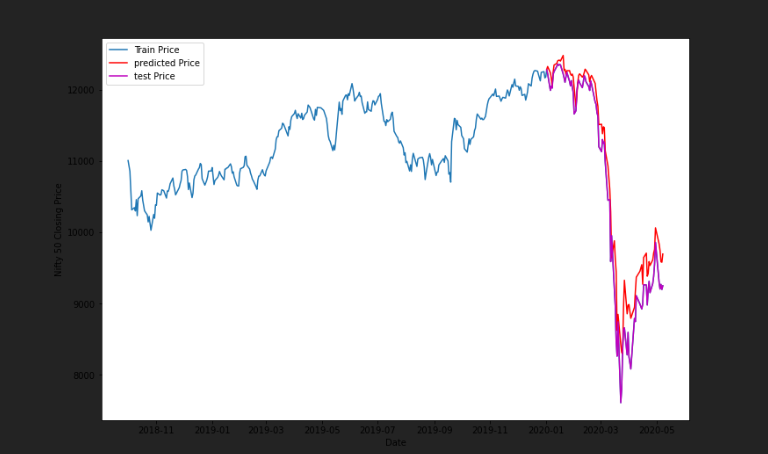 Train Price
predicted Price
test Price
12000
11000
10000
9000
8000
Nifty 50 Closing Price
2018-11 2019-01 2019-03 2019-05 2019-07 2019-09 2019-11 2020-01 2020-03 2020-05
Date